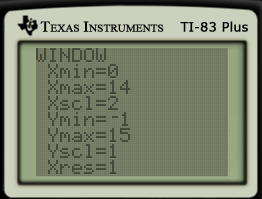 TEXAS INSTRUMENTS TI-83 Plus
WINDOW
Xmin=0
Xmax=14
Xscl=2
Ymin=-1
Ymax=15
Yscl=1
Xres=1